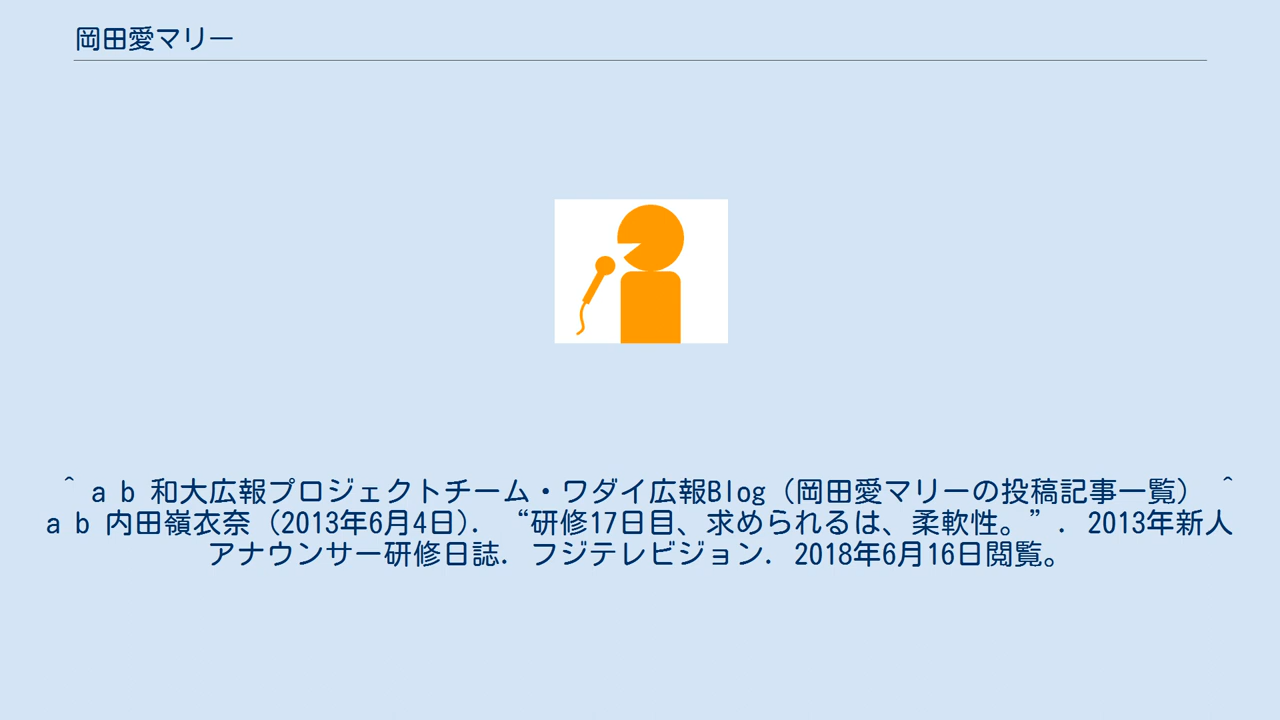 岡田愛マリー
^ a b 和大広報プロジェクトチーム・ワダイ広報Blog（岡田愛マリーの投稿記事一覧） ^
a b 内田嶺衣奈（2013年6月4日）. “研修17日目、求められるは、柔軟性。”. 2013年新人
アナウンサー研修日誌. フジテレビジョン. 2018年6月16日閲覧。